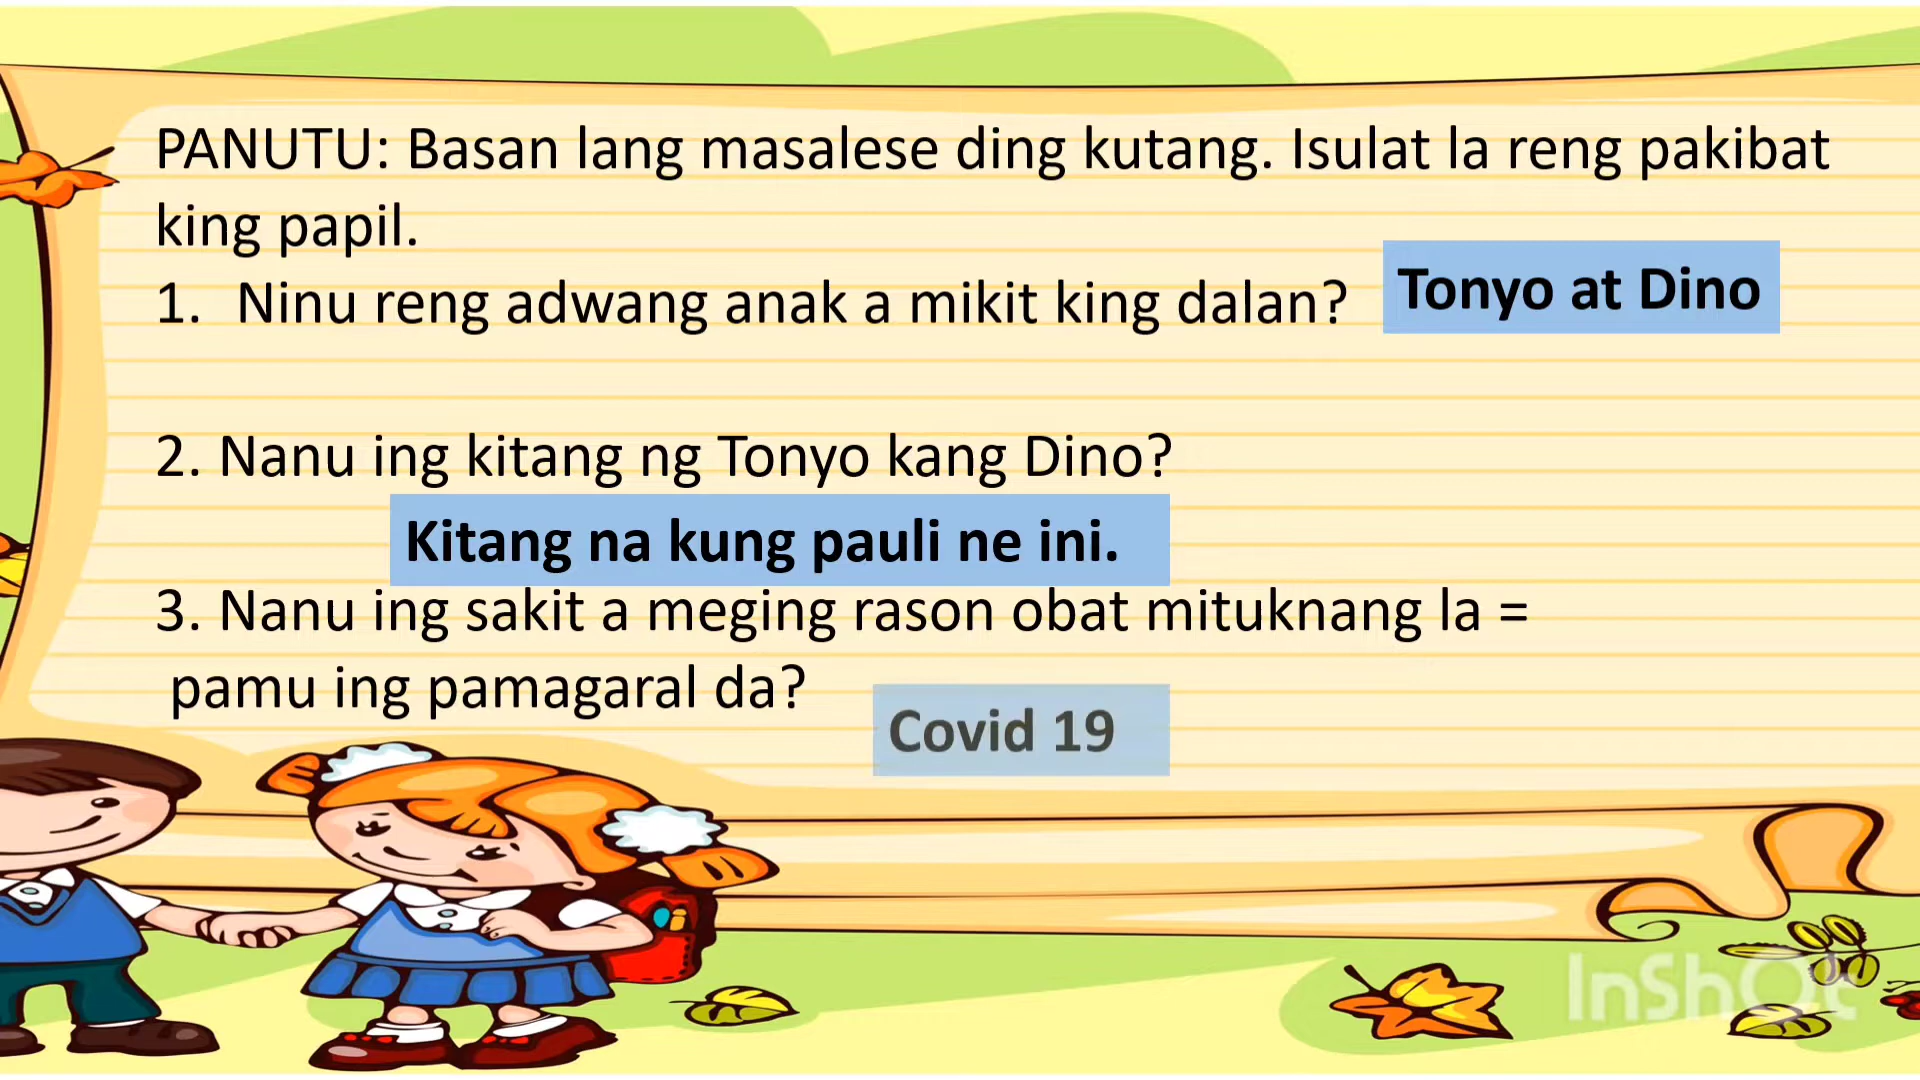 PANUTU: Basan lang masalese ding kutang. Isulat la reng pakibat
king papil.
1. Ninu reng adwang anak a mikit king dalan?
Tonyo at Dino
2. Nanu ing kitang ng Tonyo kang Dino?
Kitang na kung pauli ne ini.
3. Nanu ing sakit a meging rason obat mituknang la =
pamu ing pamagaral da?
Covid 19
InShOt